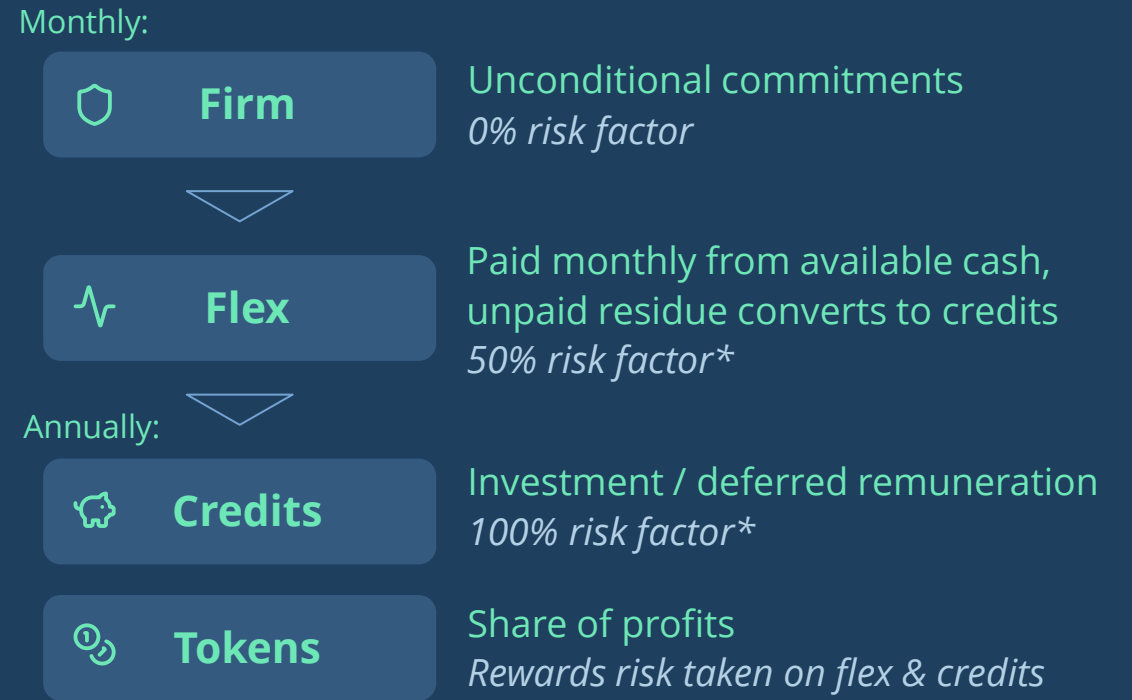 Monthly:
Firm
Unconditional commitments
0% risk factor
Flex
Paid monthly from available cash,
unpaid residue converts to credits
50% risk factor*
Annually:
Credits
Investment / deferred remuneration
100% risk factor*
Tokens
Share of profits
Rewards risk taken on flex & credits